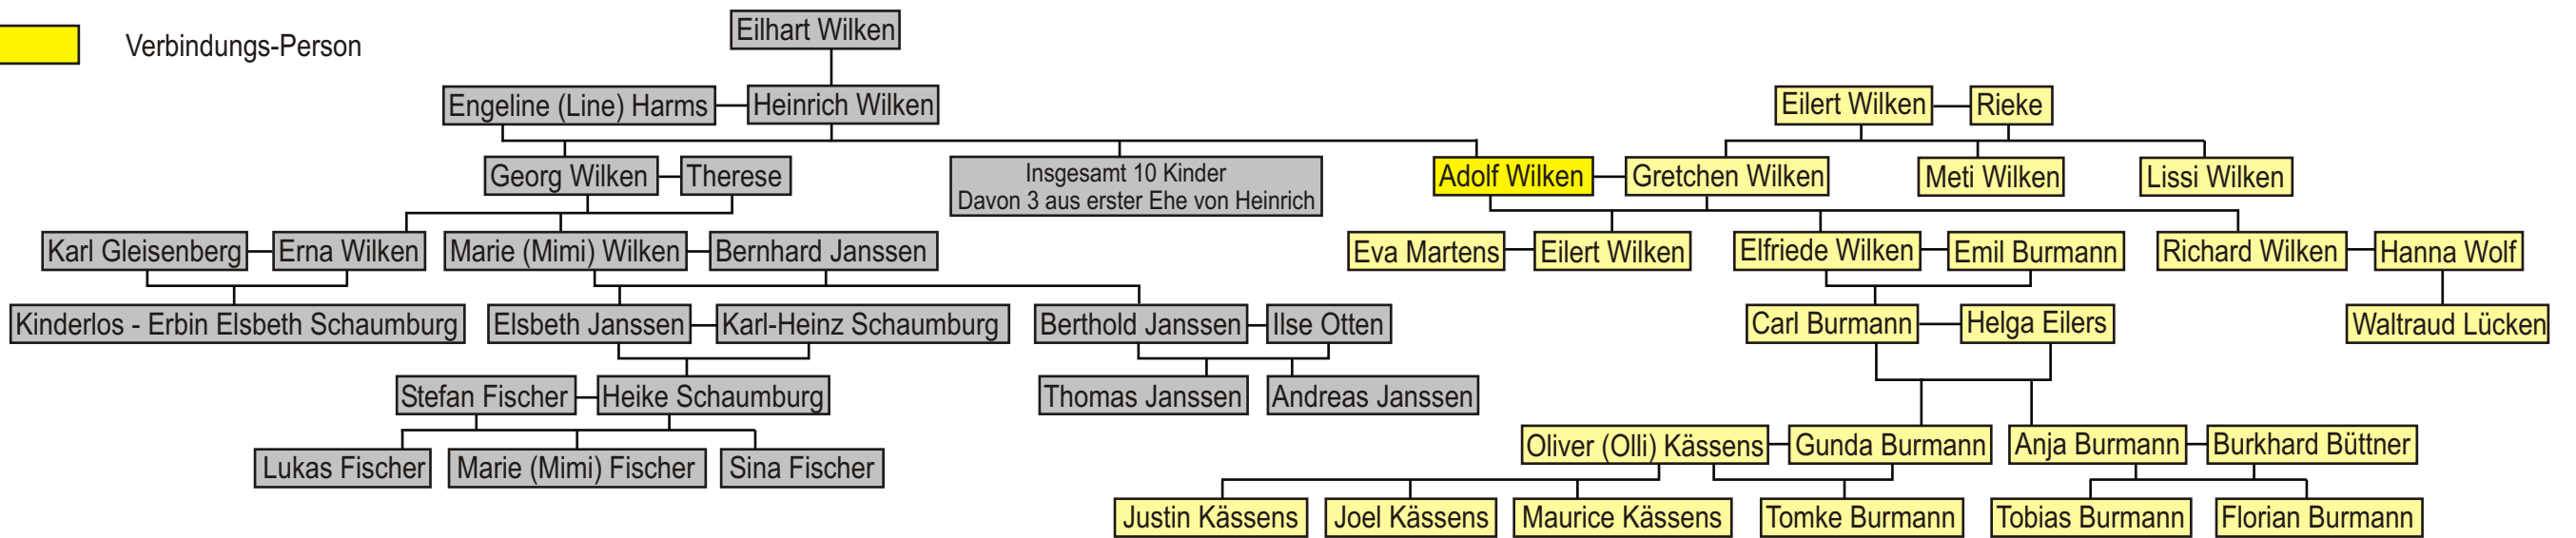 Verbindungs-Person
Eilhart Wilken
Engeline (Line) Harms
Heinrich Wilken
Eilert Wilken
Rieke
Georg Wilken
Therese
Insgesamt 10 Kinder
Davon 3 aus erster Ehe von Heinrich
Adolf Wilken
Gretchen Wilken
Meti Wilken
Lissi Wilken
Karl Gleisenberg
Erna Wilken
Marie (Mimi) Wilken
Bernhard Janssen
Eva Martens
Eilert Wilken
Elfriede Wilken
Emil Burmann
Richard Wilken
Hanna Wolf
Kinderlos - Erbin Elsbeth Schaumburg
Elsbeth Janssen
Karl-Heinz Schaumburg
Berthold Janssen
Ilse Otten
Carl Burmann
Helga Eilers
Waltraud Lücken
Stefan Fischer
Heike Schaumburg
Thomas Janssen
Andreas Janssen
Oliver (Olli) Kässens
Gunda Burmann
Anja Burmann
Burkhard Büttner
Lukas Fischer
Marie (Mimi) Fischer
Sina Fischer
Justin Kässens
Joel Kässens
Maurice Kässens
Tomke Burmann
Tobias Burmann
Florian Burmann